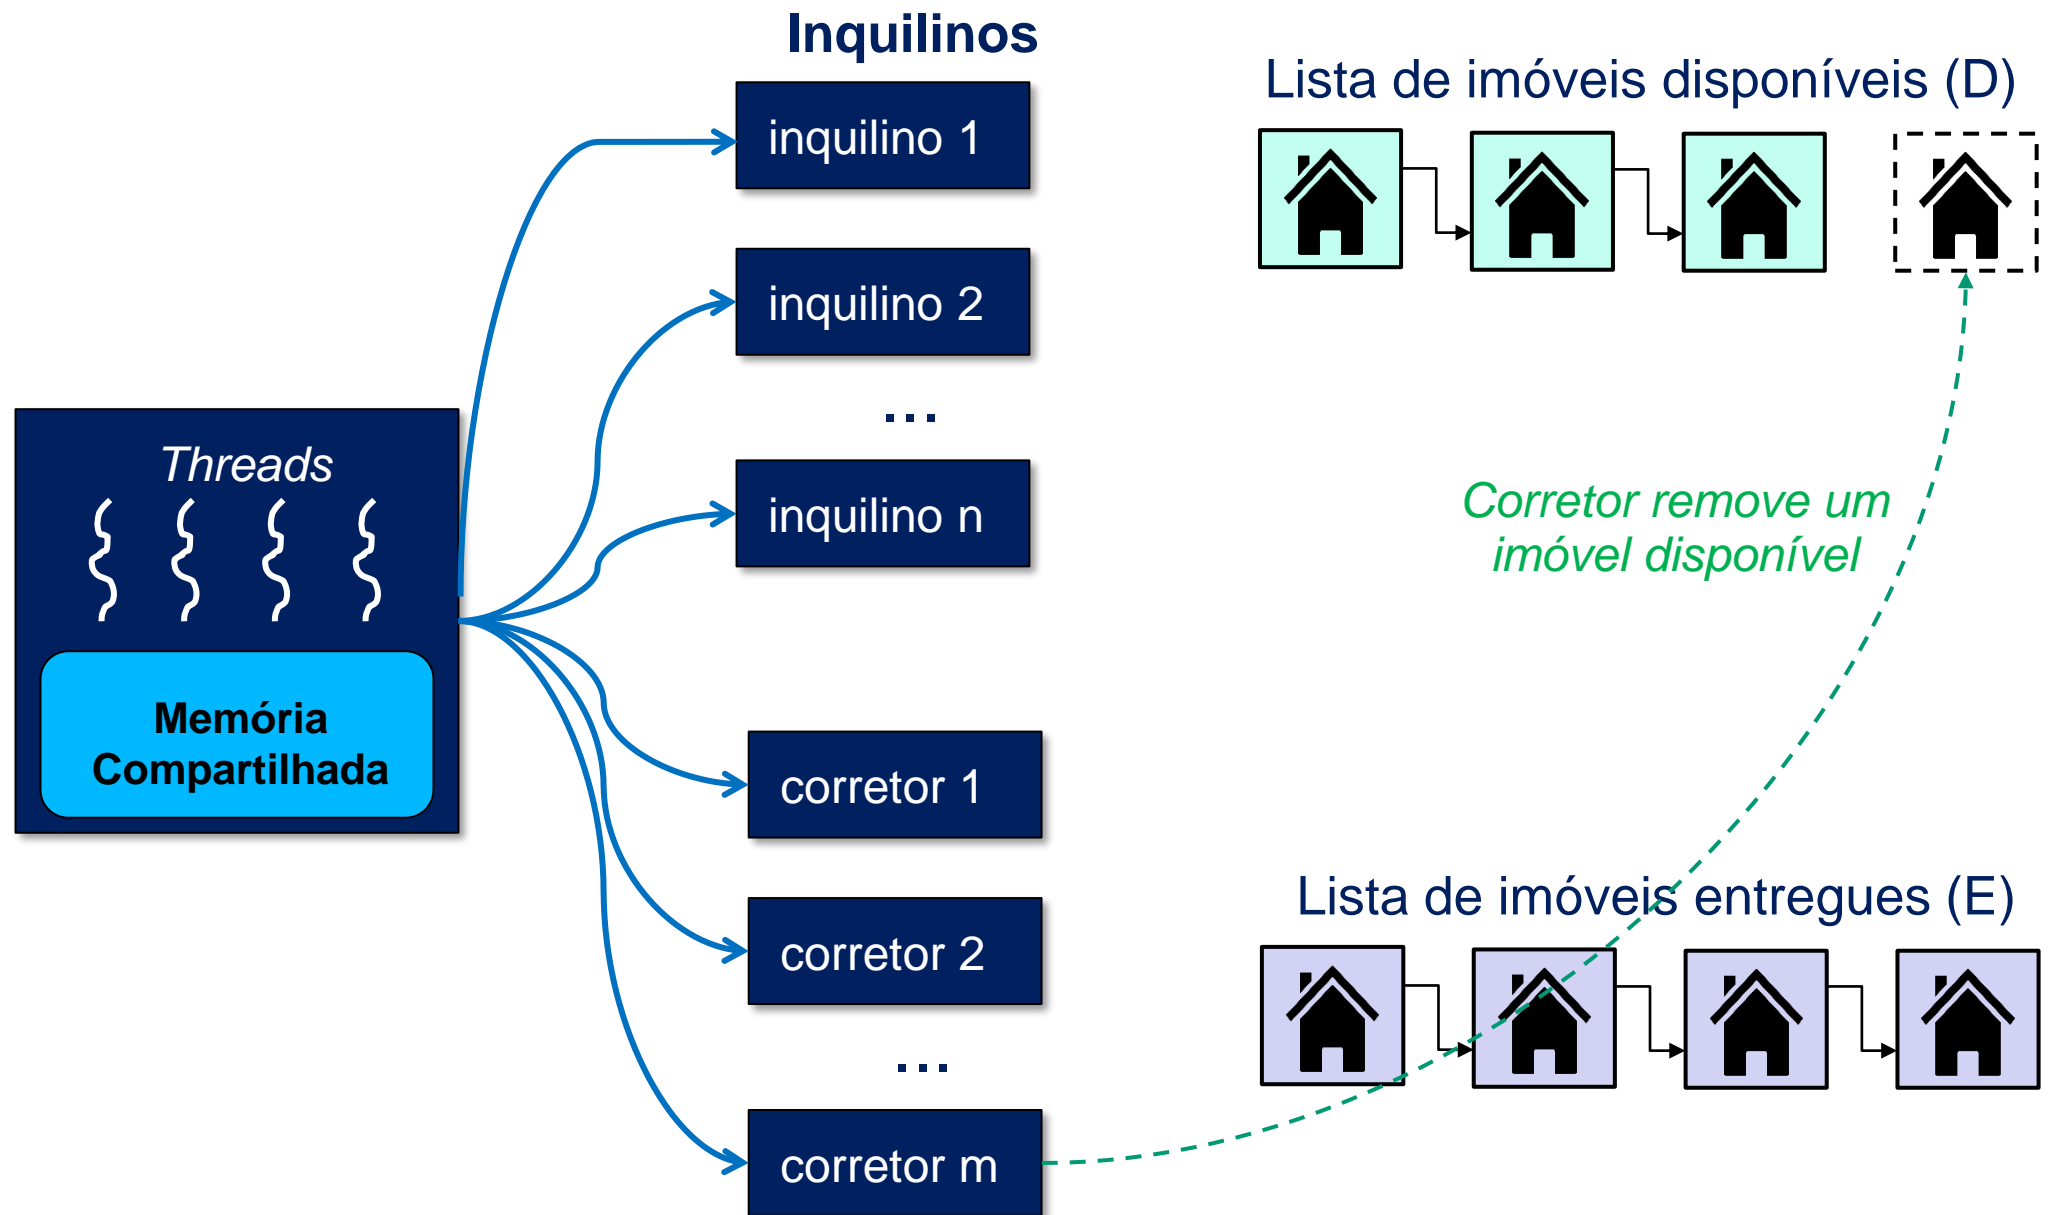 Inquilinos
inquilino 1
inquilino 2
...
inquilino n
Threads
Memória
Compartilhada
corretor 1
corretor 2
...
corretor m
Lista de imóveis disponíveis (D)
Corretor remove um
imóvel disponível
Lista de imóveis entregues (E)